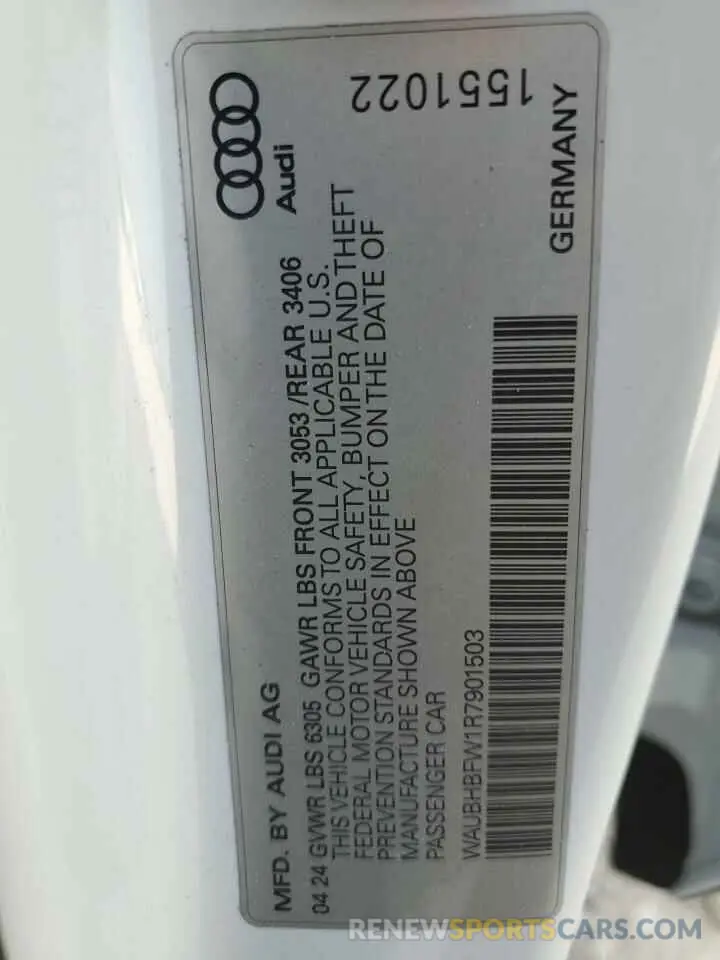 MFD. BY AUDI AG
Audi
04 24 GVWR LBS 6305 GAWR LBS FRONT 3053 /REAR 3406
THIS VEHICLE CONFORMS TO ALL APPLICABLE U.S.
FEDERAL MOTOR VEHICLE SAFETY, BUMPER AND THEFT
PREVENTION STANDARDS IN EFFECT ON THE DATE OF
MANUFACTURE SHOWN ABOVE
PASSENGER CAR
WAUBHBFW1R7901503
1551022
GERMANY
RENEWSPORTSCARS.COM